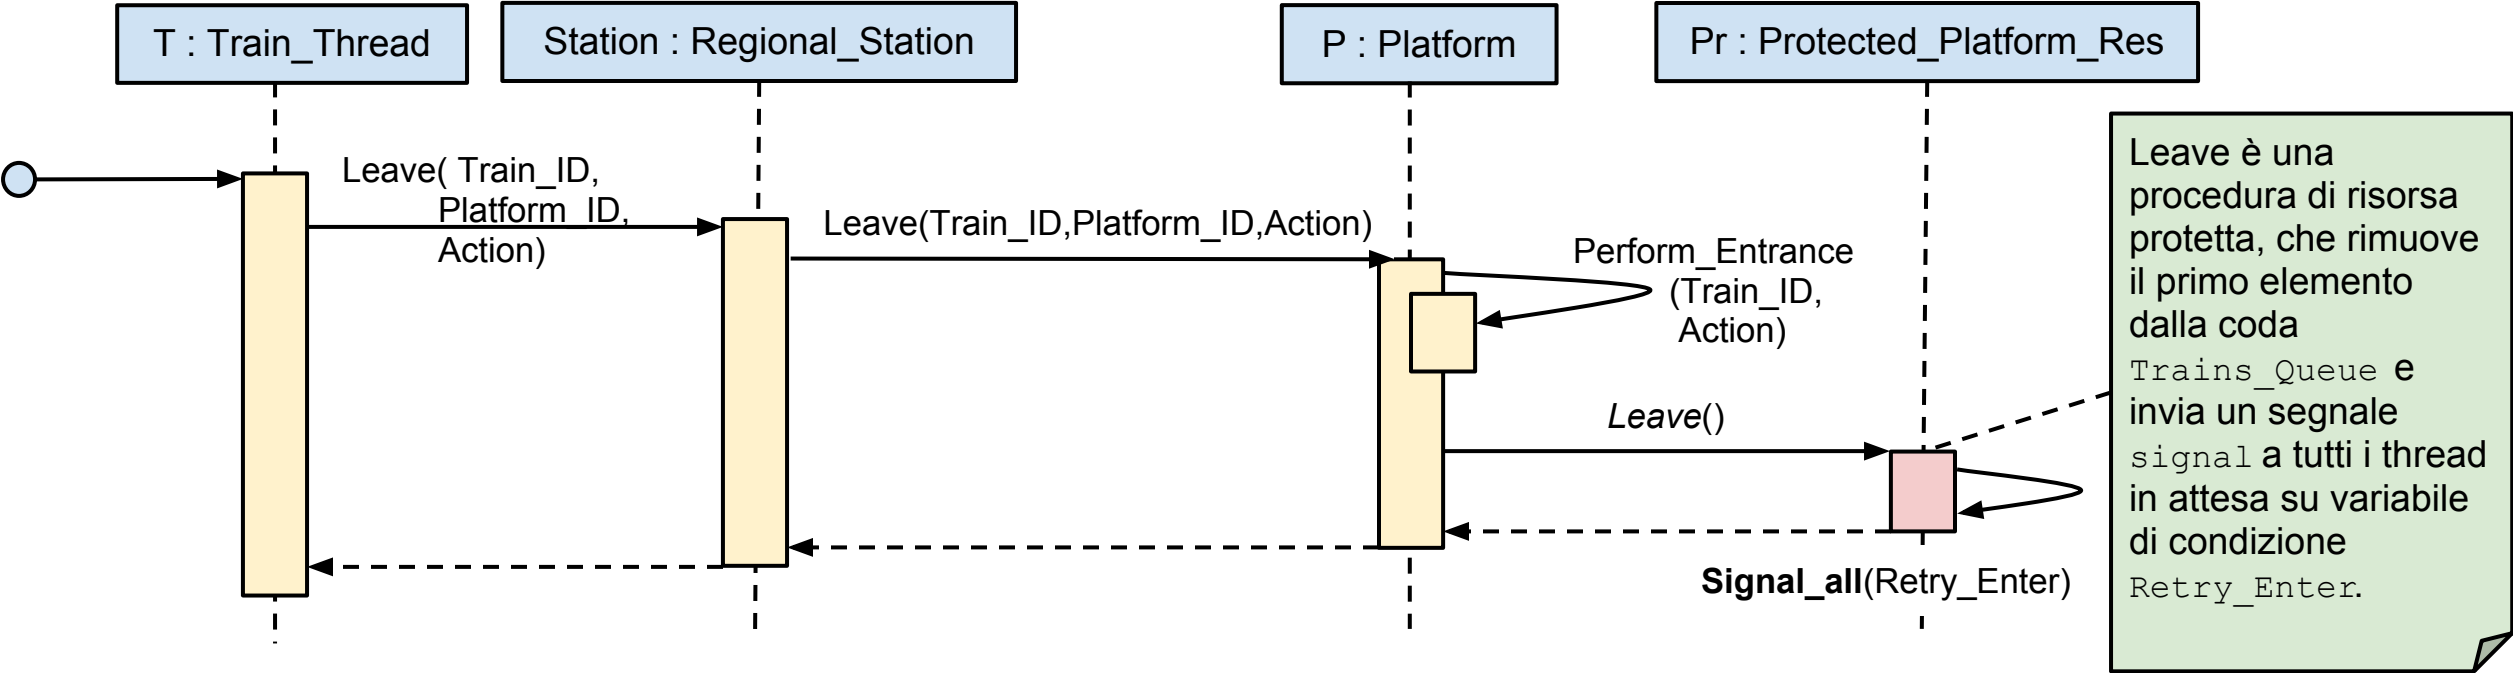 T : Train_Thread
Station : Regional_Station
P : Platform
Pr : Protected_Platform_Res
Leave( Train_ID,
Platform_ID,
Action)
Leave(Train_ID,Platform_ID,Action)
Perform_Entrance
(Train_ID,
Action)
Leave()
Signal_all(Retry_Enter)
Leave è una
procedura di risorsa
protetta, che rimuove
il primo elemento
dalla coda
Trains_Queue e
invia un segnale
signal a tutti i thread
in attesa su variabile
di condizione
Retry_Enter.